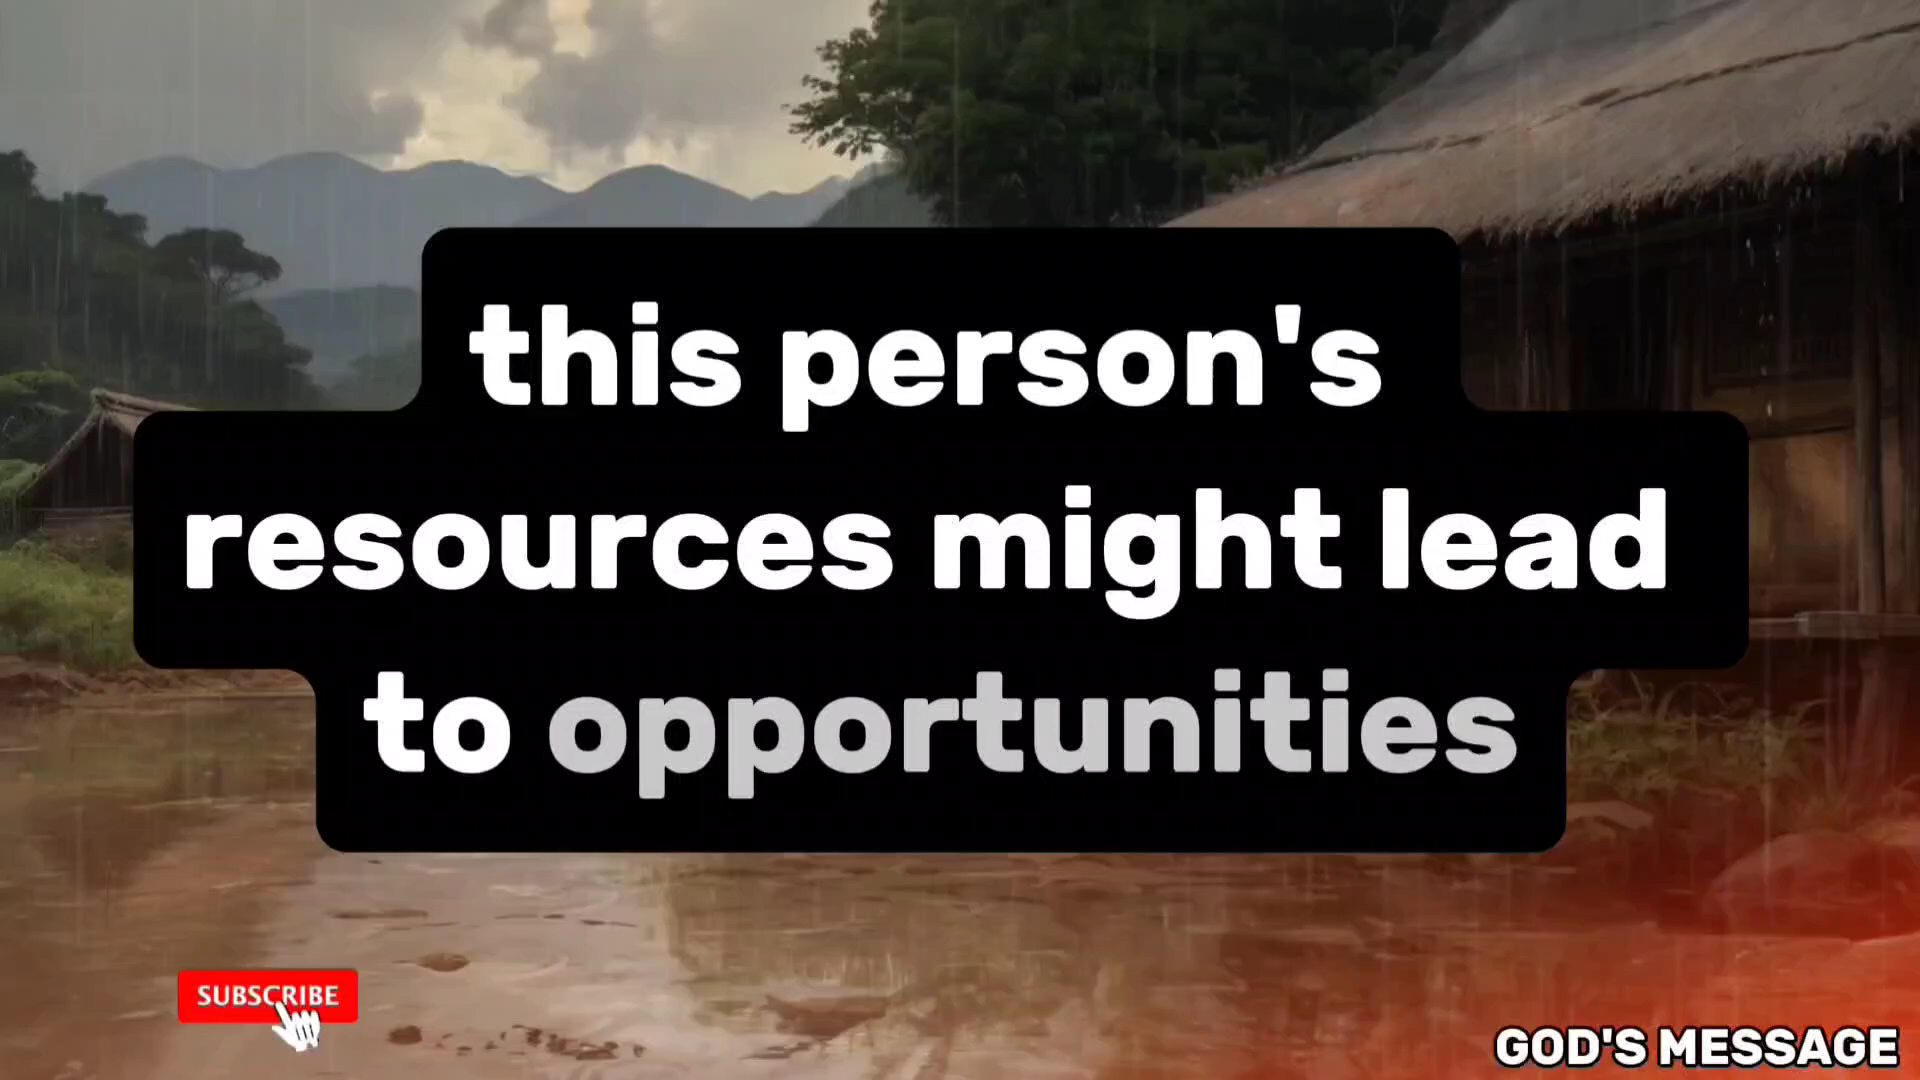 this person's
resources might lead
to opportunities
SUBSCRIBE
GOD'S MESSAGE